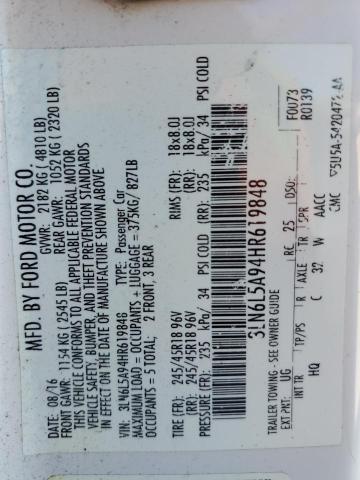 MFD. BY FORD MOTOR CO.
DATE: 08/16 GVWR: 2182 KG ( 4810 LB)
FRONT GAWR: 1154 KG ( 2545LB) REAR GAWR: 1052 KG ( 2320 LB)
THIS VEHICLE CONFORMS TO ALL APPLICABLE FEDERAL MOTOR
VEHICLE SAFETY, BUMPER, AND THEFT PREVENTION STANDARDS
IN EFFECT ON THE DATE OF MANUFACTURE SHOWN ABOVE
VIN: 3LN6L5A94HR619848 TYPE: Passenger Car
MAXIMUM LOAD = OCCUPANTS + LUGGAGE = 375KG/ 827LB
OCCUPANTS = 5 TOTAL; 2 FRONT, 3 REAR
TIRE (FR): 245/45R18 96V RIMS (FR): 18x8.0J
TIRE (RR): 245/45R18 96V (RR): 18x8.0J
PRESSURE (FR): 235 kPa/ 34 PSI COLD (RR): 235 kPa/ 34 PSI COLD
3LN6L5A94HR619848
TRAILER TOWING - SEE OWNER GUIDE F0073
EXT PNT: UG RC: 25 DSO: R0139
INT TR TP/PS R AXLE TR SPR
HQ C 32 W AACC CMC